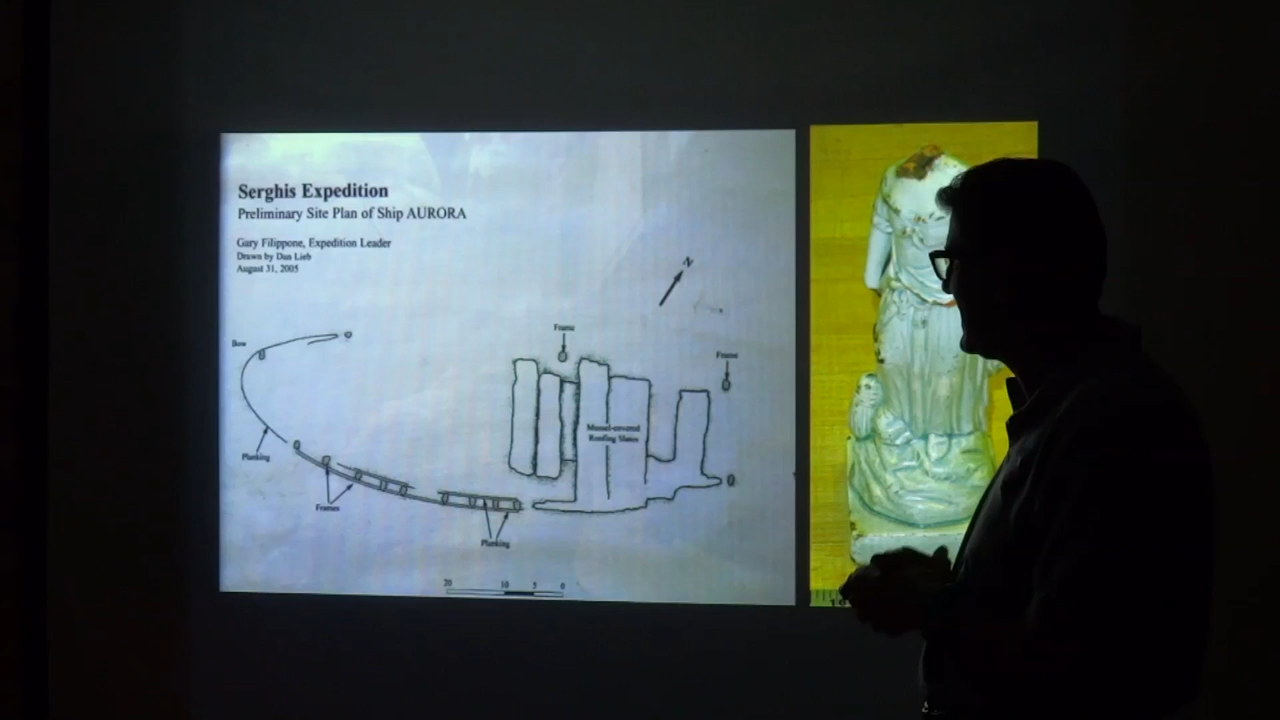 Serghis Expedition
Preliminary Site Plan of Ship AURORA
Gary Filippone, Expedition Leader
Drawn by Dan Lieb
August 31, 2005
N
Frame
Bow
Frame
Mussel-covered
Roofing Slates
Planking
Frames
Planking
20 10 5 0